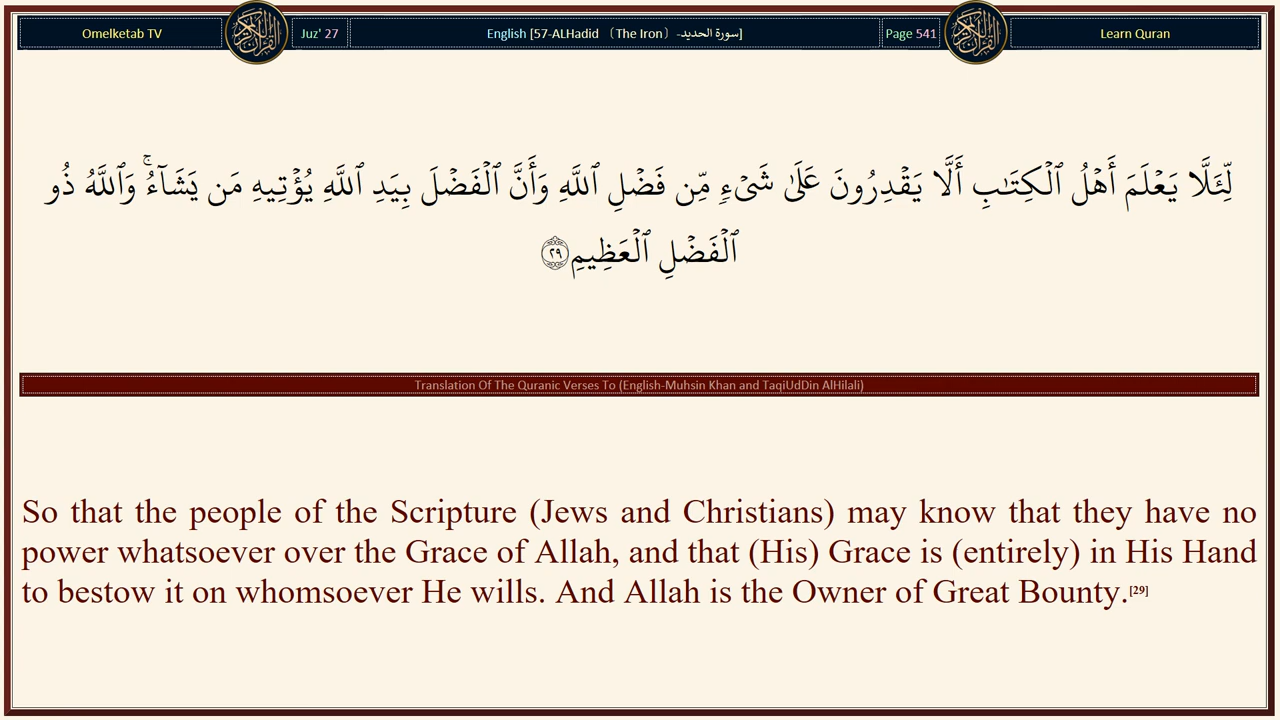 Omelketab TV
Juz' 27
English [57-ALHadid （The Iron）-سورة الحديد]
Page 541
Learn Quran
لِّئَلَّا يَعۡلَمَ أَهۡلُ ٱلۡكِتَٰبِ أَلَّا يَقۡدِرُونَ عَلَىٰ شَيۡءٖ مِّن فَضۡلِ ٱللَّهِ وَأَنَّ ٱلۡفَضۡلَ بِيَدِ ٱللَّهِ يُؤۡتِيهِ مَن يَشَآءُۚ وَٱللَّهُ ذُو
ٱلۡفَضۡلِ ٱلۡعَظِيمِ ٢٩
Translation Of The Quranic Verses To (English-Muhsin Khan and TaqiUdDin AlHilali)
So that the people of the Scripture (Jews and Christians) may know that they have no
power whatsoever over the Grace of Allah, and that (His) Grace is (entirely) in His Hand
to bestow it on whomsoever He wills. And Allah is the Owner of Great Bounty.[29]